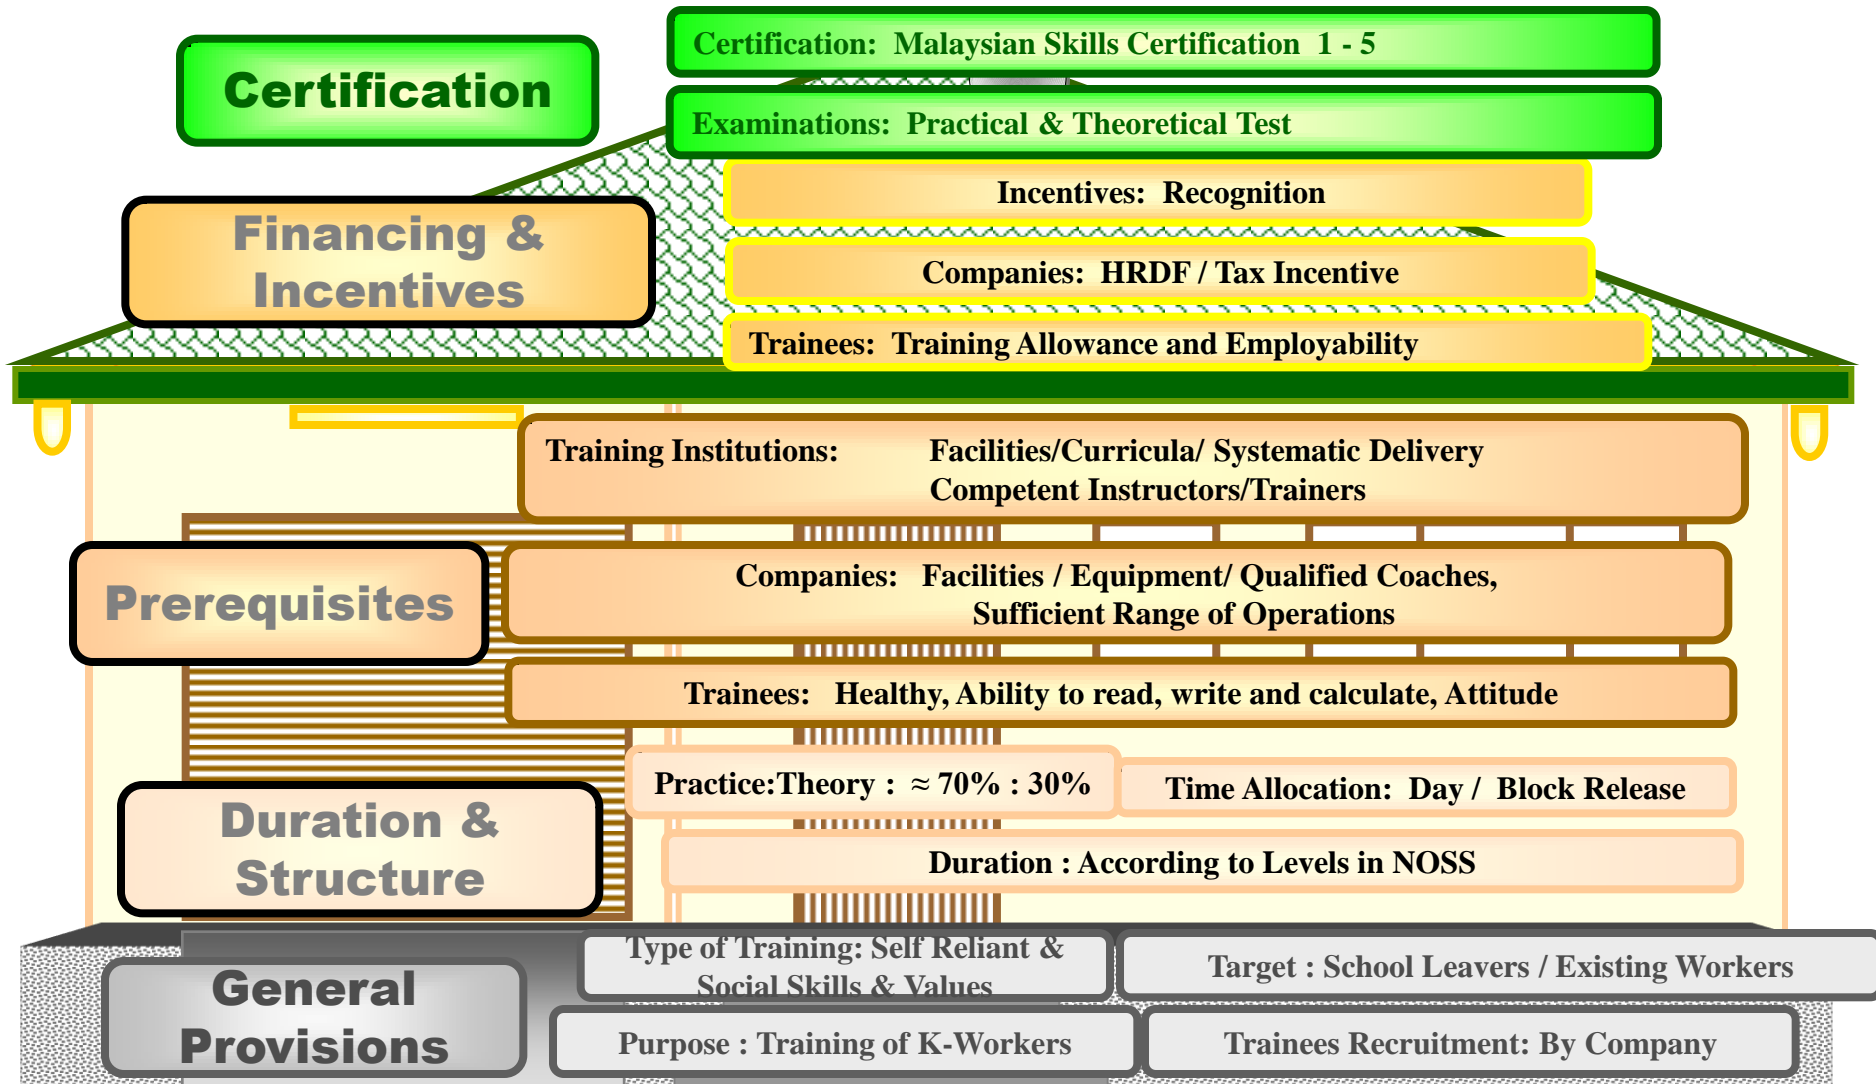 Certification
Certification: Malaysian Skills Certification 1 - 5
Examinations: Practical & Theoretical Test
Financing &
Incentives
Incentives: Recognition
Companies: HRDF / Tax Incentive
Trainees: Training Allowance and Employability
Training Institutions: Facilities/Curricula/ Systematic Delivery
Competent Instructors/Trainers
Prerequisites
Companies: Facilities / Equipment/ Qualified Coaches,
Sufficient Range of Operations
Trainees: Healthy, Ability to read, write and calculate, Attitude
Duration &
Structure
Practice:Theory : ≈ 70% : 30%
Time Allocation: Day / Block Release
Duration : According to Levels in NOSS
General
Provisions
Type of Training: Self Reliant &
Social Skills & Values
Target : School Leavers / Existing Workers
Purpose : Training of K-Workers
Trainees Recruitment: By Company